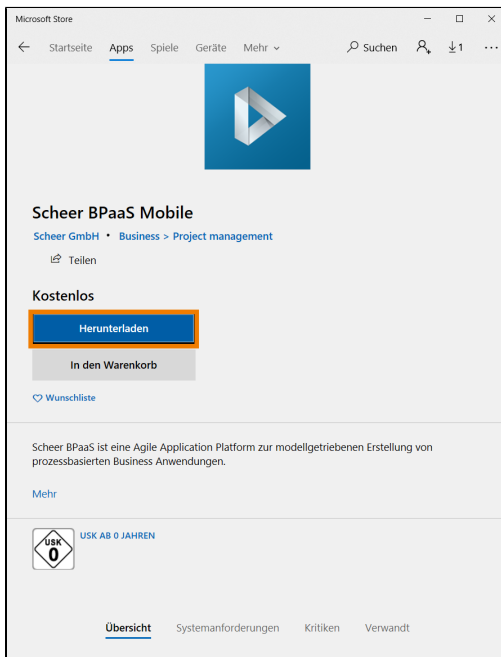 Microsoft Store
Startseite Apps Spiele Geräte Mehr Suchen 1 ...
Scheer BPaaS Mobile
Scheer GmbH • Business > Project management
Teilen
Kostenlos
Herunterladen
In den Warenkorb
Wunschliste
Scheer BPaaS ist eine Agile Application Platform zur modellgetriebenen Erstellung von
prozessbasierten Business Anwendungen.
Mehr
USK
0
USK AB 0 JAHREN
Übersicht Systemanforderungen Kritiken Verwandt